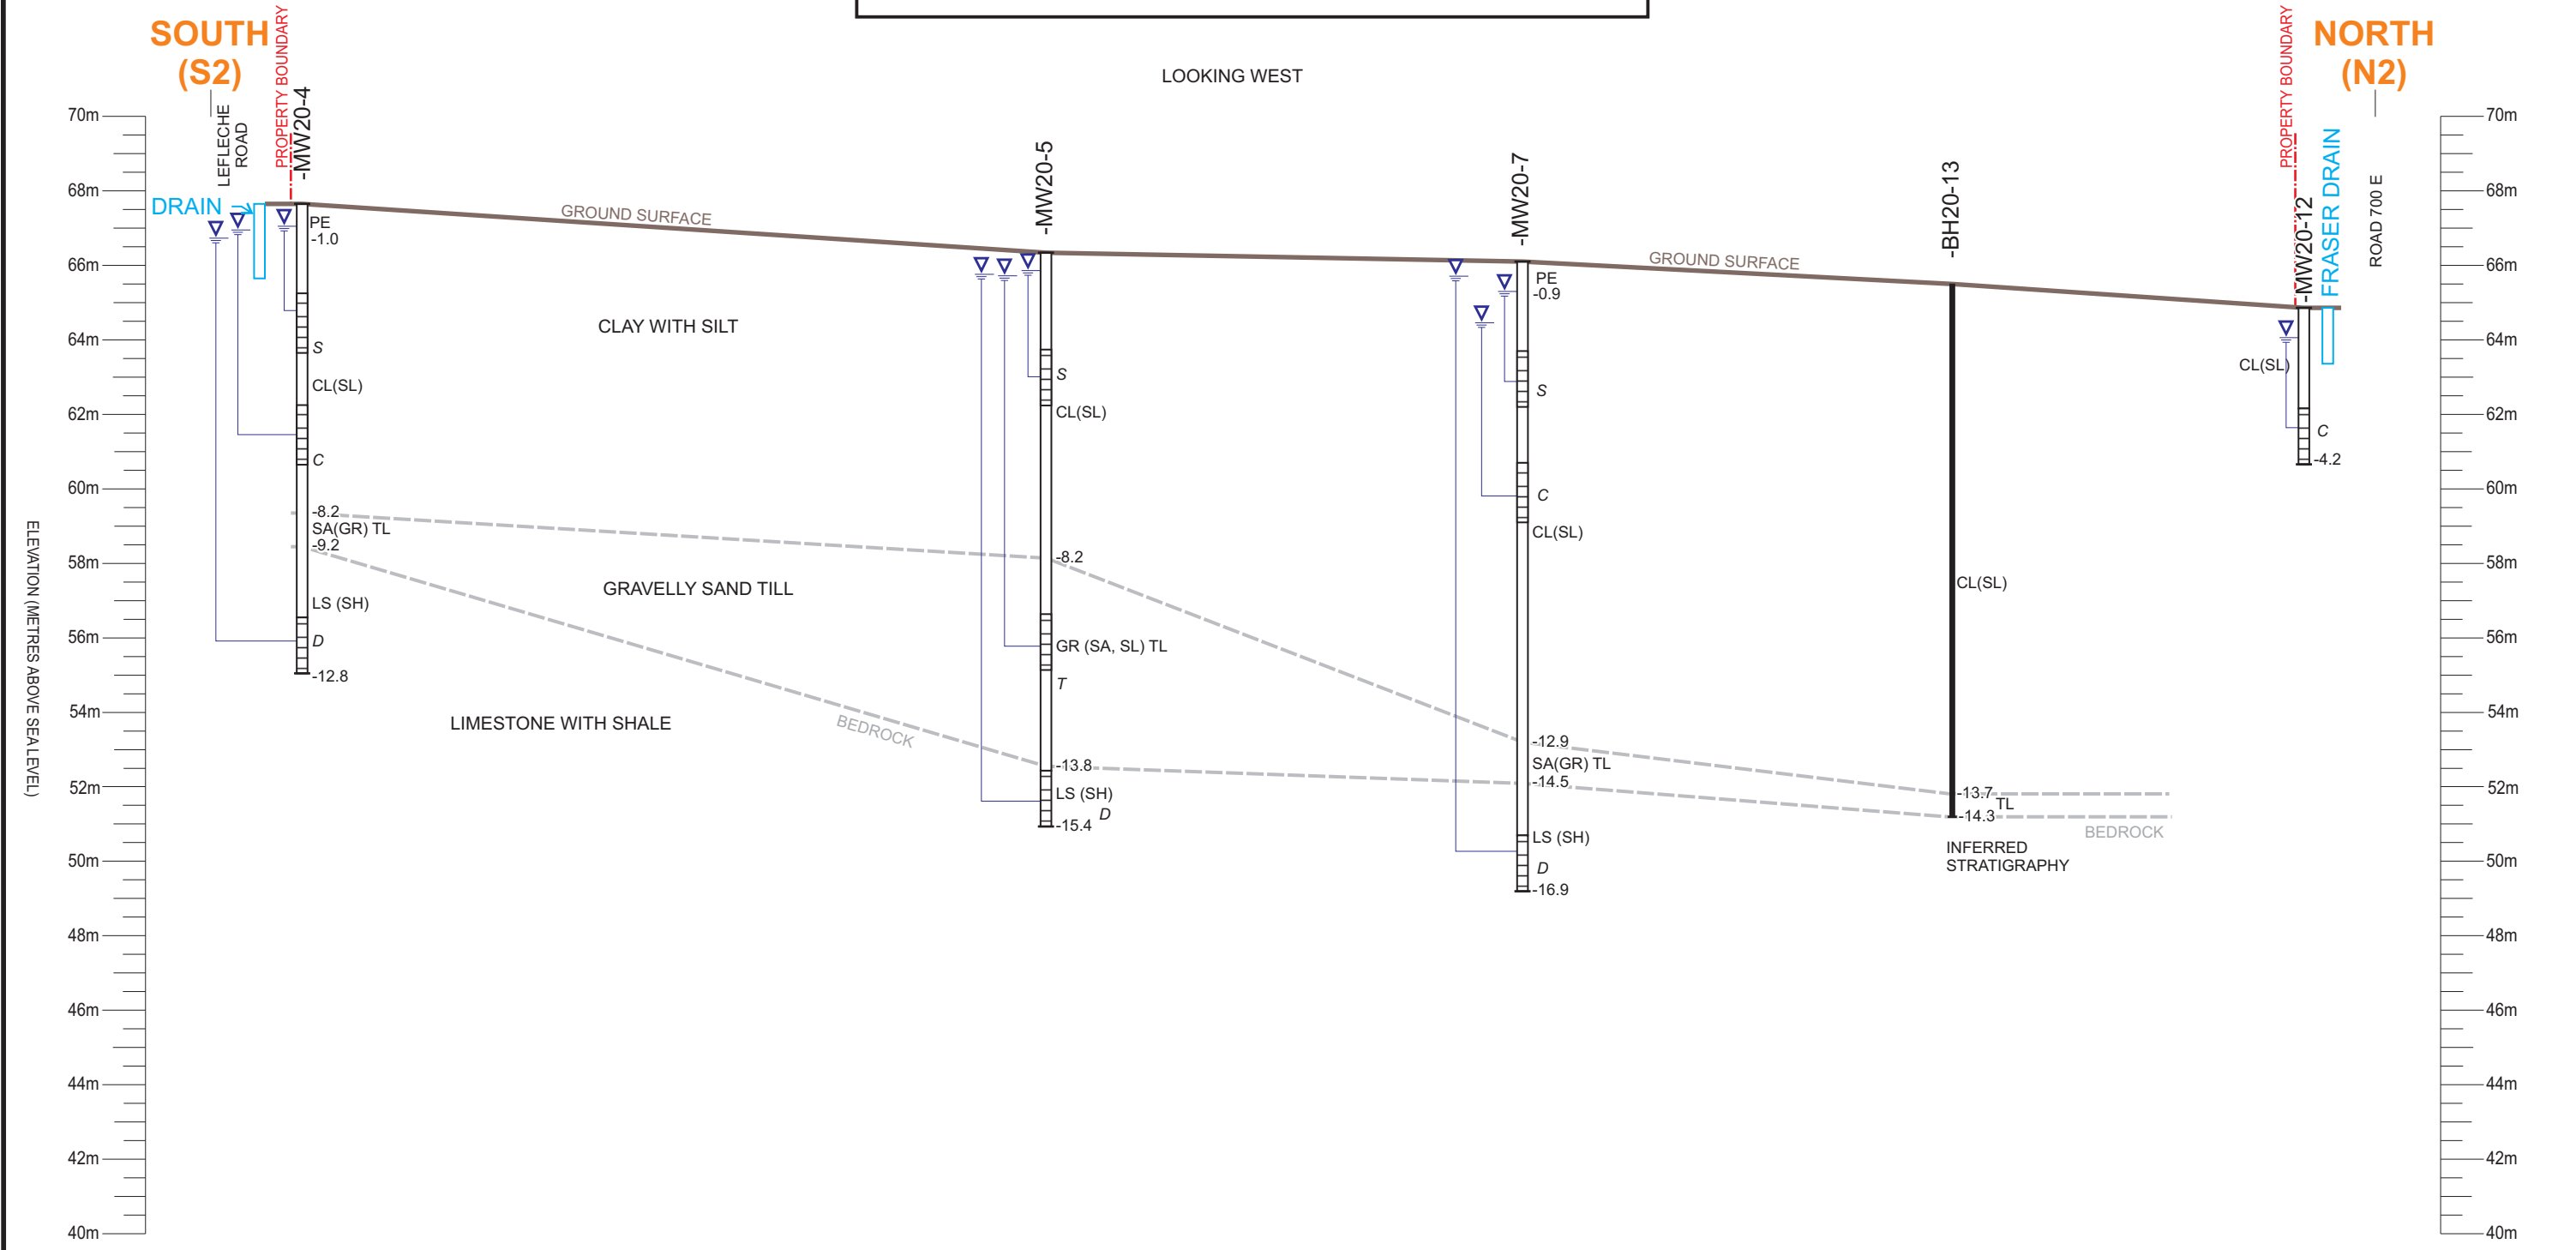 SOUTH
(S2)
PROPERTY BOUNDARY
LEFLECHE
ROAD
-MW20-4
LOOKING WEST
PROPERTY BOUNDARY
NORTH
(N2)
FRASER DRAIN
ROAD 700 E
-MW20-5
-MW20-7
-BH20-13
-MW20-12
DRAIN
GROUND SURFACE
GROUND SURFACE
70m
68m
66m
64m
62m
60m
58m
56m
54m
52m
50m
48m
46m
44m
42m
40m
ELEVATION (METRES ABOVE SEA LEVEL)
PE
-1.0
S
CL(SL)
C
-8.2
SA(GR) TL
-9.2
LS (SH)
D
-12.8
CLAY WITH SILT
GRAVELLY SAND TILL
LIMESTONE WITH SHALE
BEDROCK
S
CL(SL)
-8.2
GR (SA, SL) TL
T
-13.8
LS (SH)
D
-15.4
PE
-0.9
S
C
CL(SL)
-12.9
SA(GR) TL
-14.5
LS (SH)
D
-16.9
CL(SL)
-13.7
TL
-14.3
BEDROCK
INFERRED
STRATIGRAPHY
CL(SL)
C
-4.2
70m
68m
66m
64m
62m
60m
58m
56m
54m
52m
50m
48m
46m
44m
42m
40m